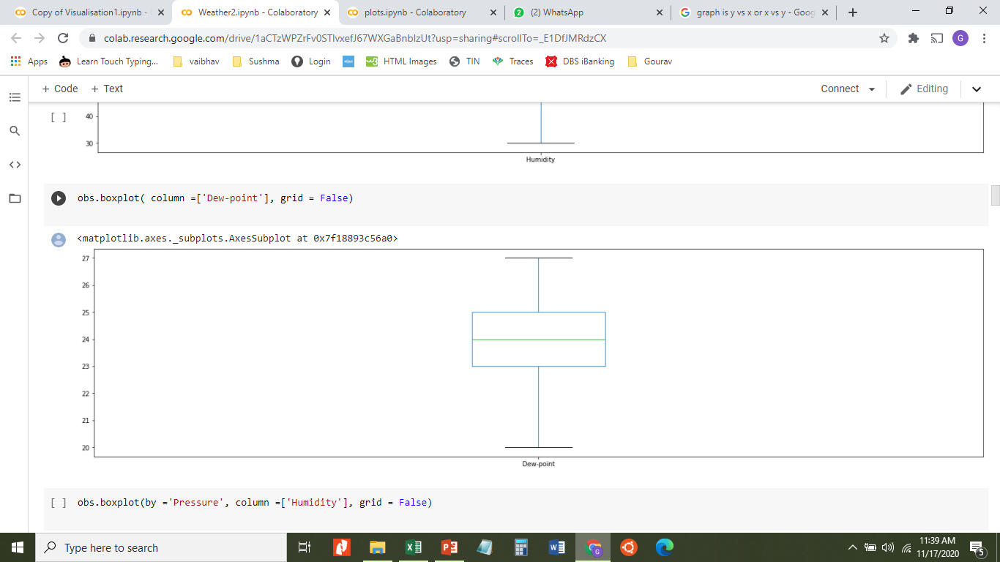 Copy of Visualisation1.ipynb -
Weather2.ipynb - Colaboratory
plots.ipynb - Colaboratory
(2) WhatsApp
graph is y vs x or x vs y - Goog
colab.research.google.com/drive/1aCTzWPZrFv0STIvxefJ67WXGaBnbIzUt?usp=sharing#scrollTo=_E1DfJMRdzCX
G
Apps
Learn Touch Typing...
vaibhav
Sushma
Login
HTML Images
TIN
Traces
DBS iBanking
Gourav
+ Code + Text
Connect
Editing
[ ]
40
30
Humidity
obs.boxplot( column =['Dew-point'], grid = False)
<matplotlib.axes._subplots.AxesSubplot at 0x7f18893c56a0>
27
26
25
24
23
22
21
20
Dew-point
[ ] obs.boxplot(by ='Pressure', column =['Humidity'], grid = False)
Type here to search
11:39 AM
11/17/2020
5